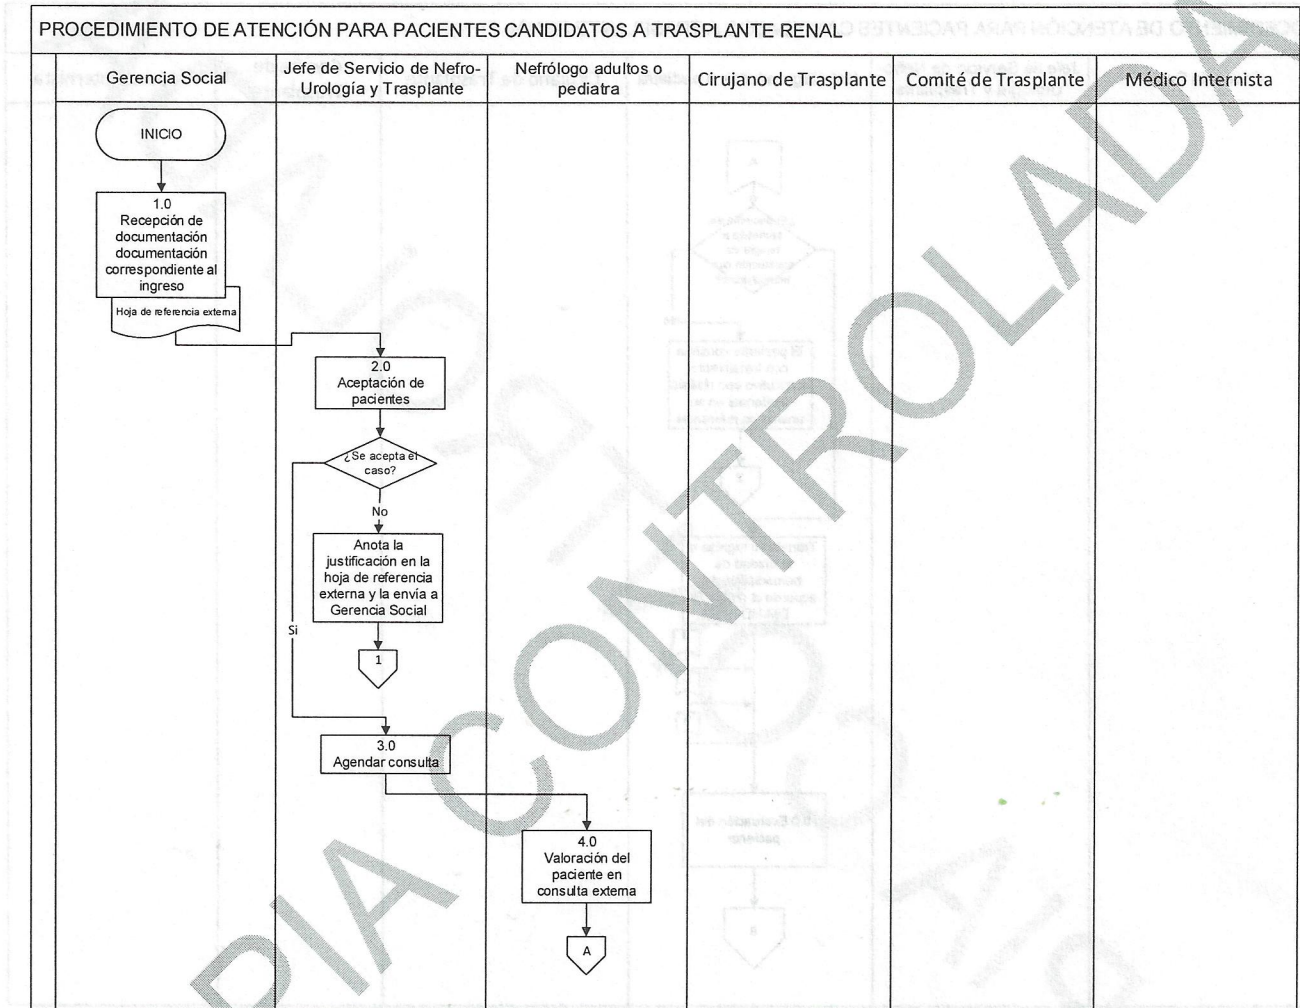 PROCEDIMIENTO DE ATENCIÓN PARA PACIENTES CANDIDATOS A TRASPLANTE RENAL
Gerencia Social
Jefe de Servicio de Nefro-
Urología y Trasplante
Nefrólogo adultos o
pediatra
Cirujano de Trasplante
Comité de Trasplante
Médico Internista
INICIO
1.0
Recepción de
documentación
documentación
correspondiente al
ingreso
Hoja de referencia externa
2.0
Aceptación de
pacientes
¿Se acepta el
caso?
No
Anota la
justificación en la
hoja de referencia
externa y la envía a
Gerencia Social
Si
1
3.0
Agendar consulta
4.0
Valoración del
paciente en
consulta externa
A
PIA CONTROLADA